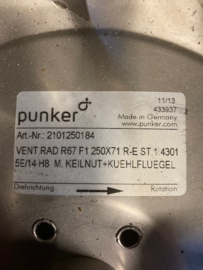 punker
11/13
433937
Made in Germany
www.punker.com
Art.-Nr.: 2101250184
VENT.RAD R67 F1 250X71 R-E ST.1.4301
5E/14 H8 M. KEILNUT+KUEHLFLUEGEL
Drehrichtung
Rotation